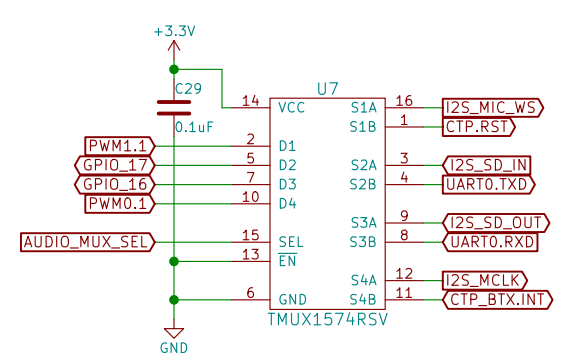 +3.3V
C29
0.1uF
U7
14 VCC S1A 16 I2S_MIC_WS
S1B 1 CTP.RST
PWM1.1 2 D1
GPIO_17 5 D2 S2A 3 I2S_SD_IN
GPIO_16 7 D3 S2B 4 UART0.TXD
PWM0.1 10 D4
S3A 9 I2S_SD_OUT
AUDIO_MUX_SEL 15 SEL S3B 8 UART0.RXD
13 EN
S4A 12 I2S_MCLK
6 GND S4B 11 CTP_BTX.INT
TMUX1574RSV
GND